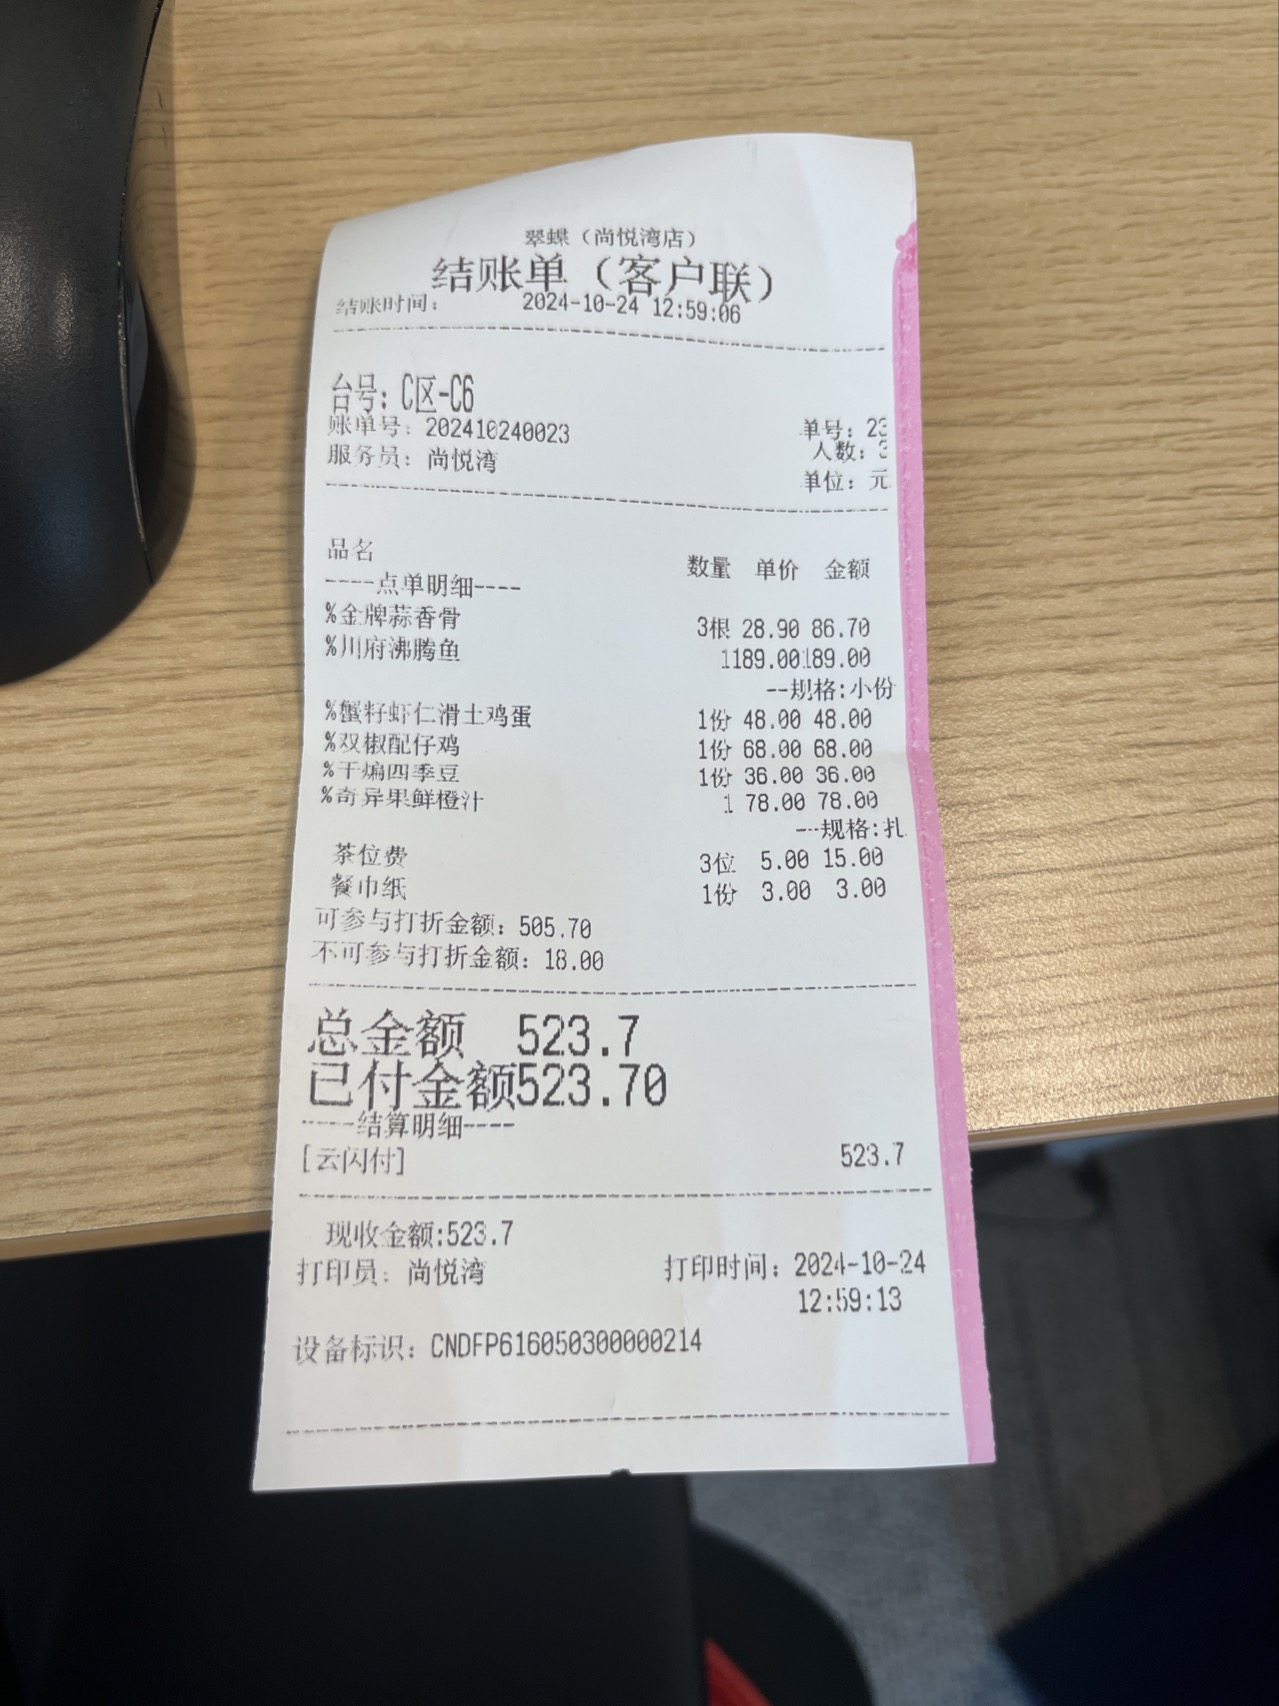 翠蝶（尚悦湾店）
结账单（客户联）
结账时间： 2024-10-24 12:59:06
台号：C区-C6
账单号：202410240023 单号：23
服务员：尚悦湾 人数：3
单位：元
品名 数量 单价 金额
----点单明细----
%金牌蒜香骨 3根 28.90 86.70
%川府沸腾鱼 1189.00189.00
--规格:小份
%蟹籽虾仁滑土鸡蛋 1份 48.00 48.00
%双椒配仔鸡 1份 68.00 68.00
%干煸四季豆 1份 36.00 36.00
%奇异果鲜橙汁 1 78.00 78.00
--规格:扎
茶位费 3位 5.00 15.00
餐巾纸 1份 3.00 3.00
可参与打折金额：505.70
不可参与打折金额：18.00
总金额 523.7
已付金额523.70
----结算明细----
[云闪付] 523.7
现收金额:523.7
打印员：尚悦湾 打印时间：2024-10-24
12:59:13
设备标识：CNDFP616050300000214